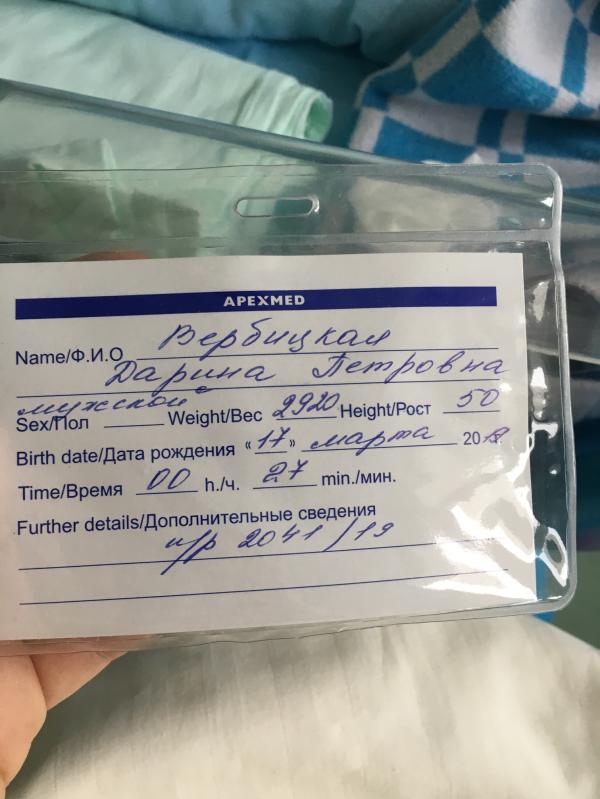 APEXMED
Name/Ф.И.О Вербицкая
Дарина Петровна
мужской
Sex/Пол Weight/Вес 2920 Height/Рост 50
Birth date/Дата рождения «17» марта 2019
Time/Время 00 h./ч. 27 min./мин.
Further details/Дополнительные сведения
и/р 2041/19